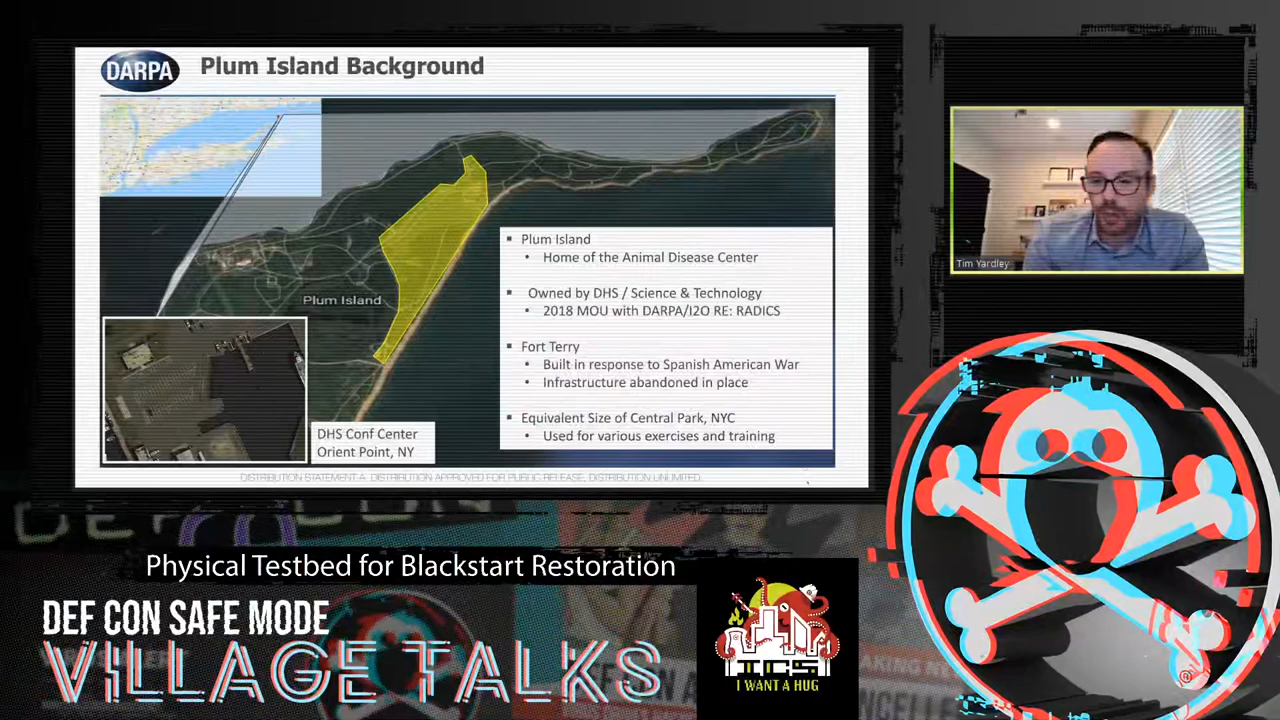 DARPA
Plum Island Background
Plum Island
▪ Plum Island
• Home of the Animal Disease Center
▪ Owned by DHS / Science & Technology
• 2018 MOU with DARPA/I2O RE: RADICS
▪ Fort Terry
• Built in response to Spanish American War
• Infrastructure abandoned in place
▪ Equivalent Size of Central Park, NYC
• Used for various exercises and training
DHS Conf Center
Orient Point, NY
DISTRIBUTION STATEMENT A. DISTRIBUTION APPROVED FOR PUBLIC RELEASE; DISTRIBUTION UNLIMITED.
Tim Yardley
Physical Testbed for Blackstart Restoration
DEF CON SAFE MODE
VILLAGE TALKS
ICS
I WANT A HUG